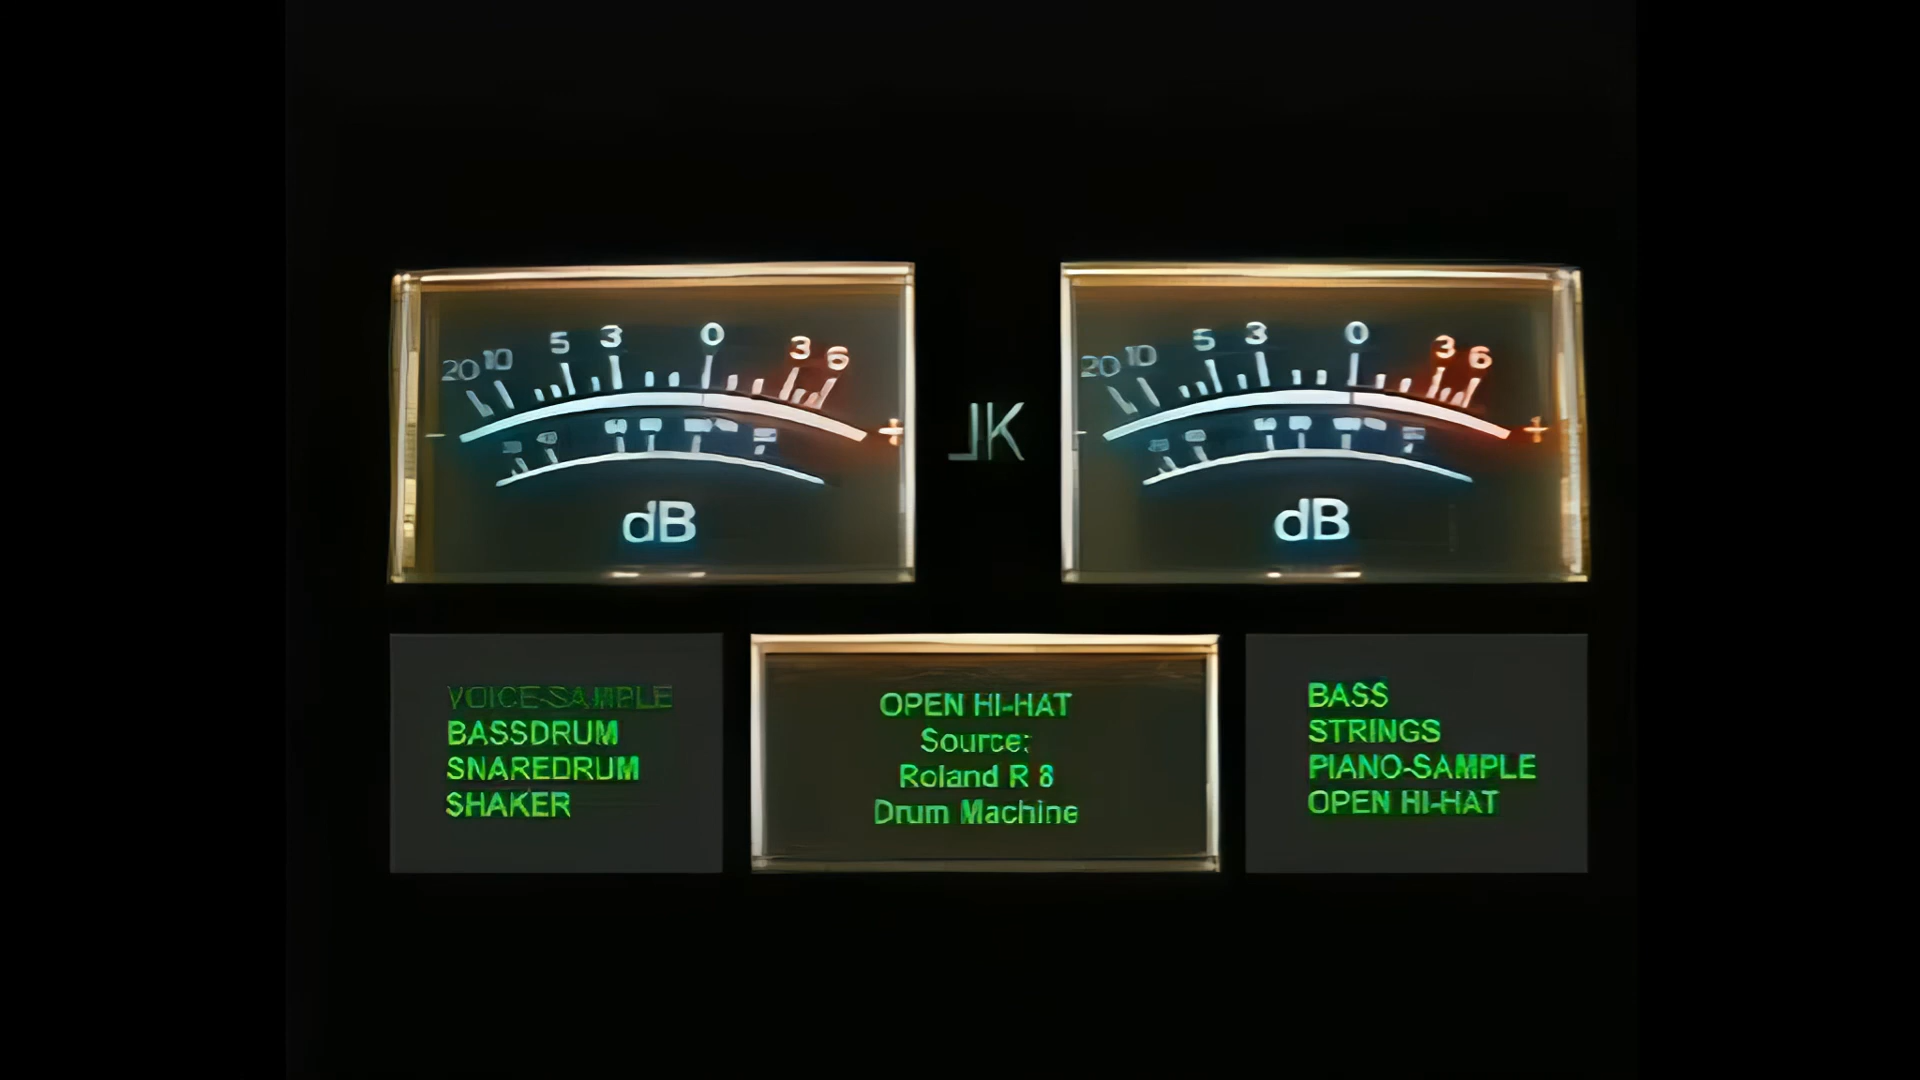 20 10 5 3 0 3 6
- +
dB
20 10 5 3 0 3 6
- +
dB
VOICE-SAMPLE
BASSDRUM
SNAREDRUM
SHAKER
OPEN HI-HAT
Source:
Roland R 8
Drum Machine
BASS
STRINGS
PIANO-SAMPLE
OPEN HI-HAT